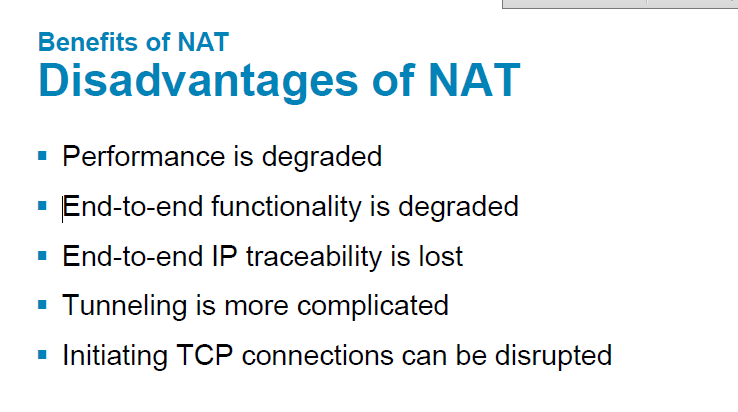 Benefits of NAT
Disadvantages of NAT
▪ Performance is degraded
▪ End-to-end functionality is degraded
▪ End-to-end IP traceability is lost
▪ Tunneling is more complicated
▪ Initiating TCP connections can be disrupted